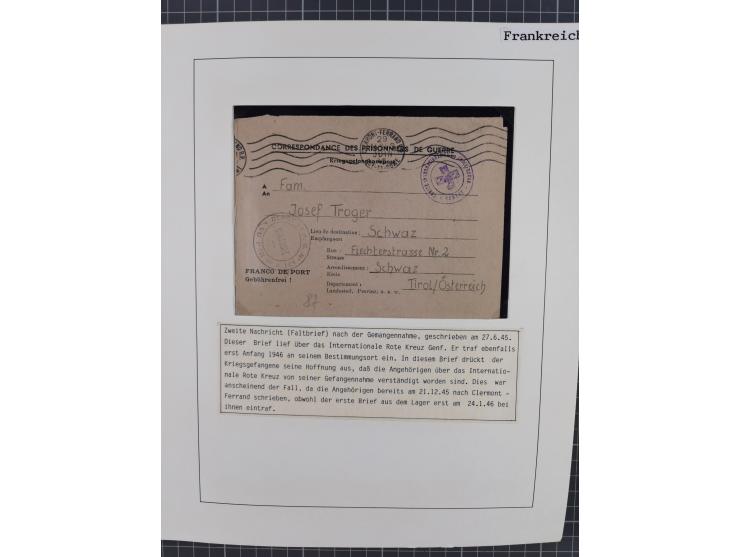 Frankreich
CORRESPONDANCE DES PRISONNIERS DE GUERRE
Kriegsgefangenenpost
A
An
Fam.
Josef Troger
Lieu de destination: Schwaz
Empfangsort
Rue: Fiechterstrasse Nr. 2
Strasse
Arrondissement: Schwaz
Kreis
Département: Tirol/Österreich
Landesteil, Provinz, u. s. w.
FRANCO DE PORT
Gebührenfrei !
87
Zweite Nachricht (Faltbrief) nach der Gemangennahme, geschrieben am 27.6.45.
Dieser Brief lief über das Internationale Rote Kreuz Genf. Er traf ebenfalls
erst Anfang 1946 an seinem Bestimmungsort ein. In diesem Brief drückt der
Kriegsgefangene seine Hoffnung aus, daß die Angehörigen über das Internatio-
nale Rote Kreuz von seiner Gefangennahme verständigt worden sind. Dies war
anscheinend der Fall, da die Angehörigen bereits am 21.12.45 nach Clermont -
Ferrand schrieben, obwohl der erste Brief aus dem Lager erst am 24.1.46 bei
ihnen eintraf.